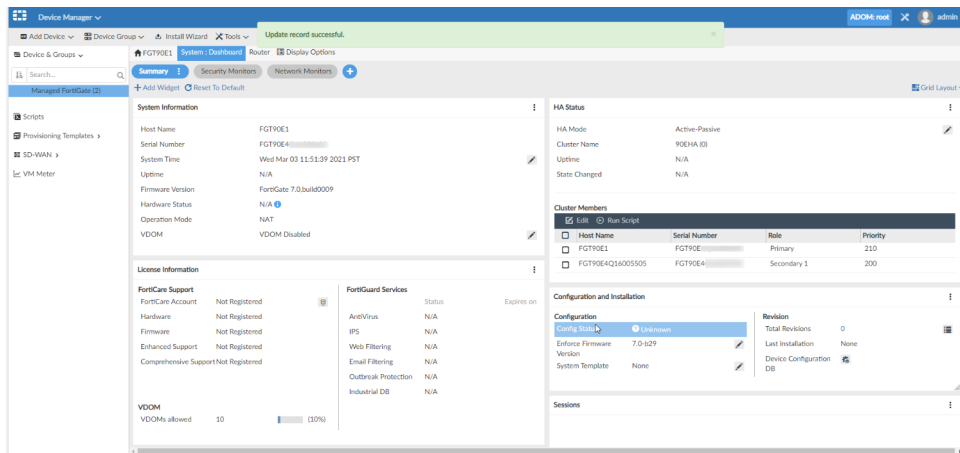 Device Manager
ADOM: root
admin
Add Device
Device Group
Install Wizard
Tools
Update record successful.
Device & Groups
FGT90E1
System : Dashboard
Router
Display Options
Search...
Summary
Security Monitors
Network Monitors
Managed FortiGate (2)
Add Widget
Reset To Default
Grid Layout
Scripts
Provisioning Templates
SD-WAN
VM Meter
System Information
Host Name FGT90E1
Serial Number FGT90E4
System Time Wed Mar 03 11:51:39 2021 PST
Uptime N/A
Firmware Version FortiGate 7.0,build0009
Hardware Status N/A
Operation Mode NAT
VDOM VDOM Disabled
HA Status
HA Mode Active-Passive
Cluster Name 90EHA (0)
Uptime N/A
State Changed N/A
Cluster Members
Edit Run Script
Host Name Serial Number Role Priority
FGT90E1 FGT90E Primary 210
FGT90E4Q16005505 FGT90E4 Secondary 1 200
License Information
FortiCare Support
FortiCare Account Not Registered
Hardware Not Registered
Firmware Not Registered
Enhanced Support Not Registered
Comprehensive Support Not Registered
FortiGuard Services
Status Expires on
AntiVirus N/A
IPS N/A
Web Filtering N/A
Email Filtering N/A
Outbreak Protection N/A
Industrial DB N/A
VDOM
VDOMs allowed 10 (10%)
Configuration and Installation
Configuration
Config Status Unknown
Enforce Firmware 7.0-b29
Version
System Template None
Revision
Total Revisions 0
Last Installation None
Device Configuration
DB
Sessions